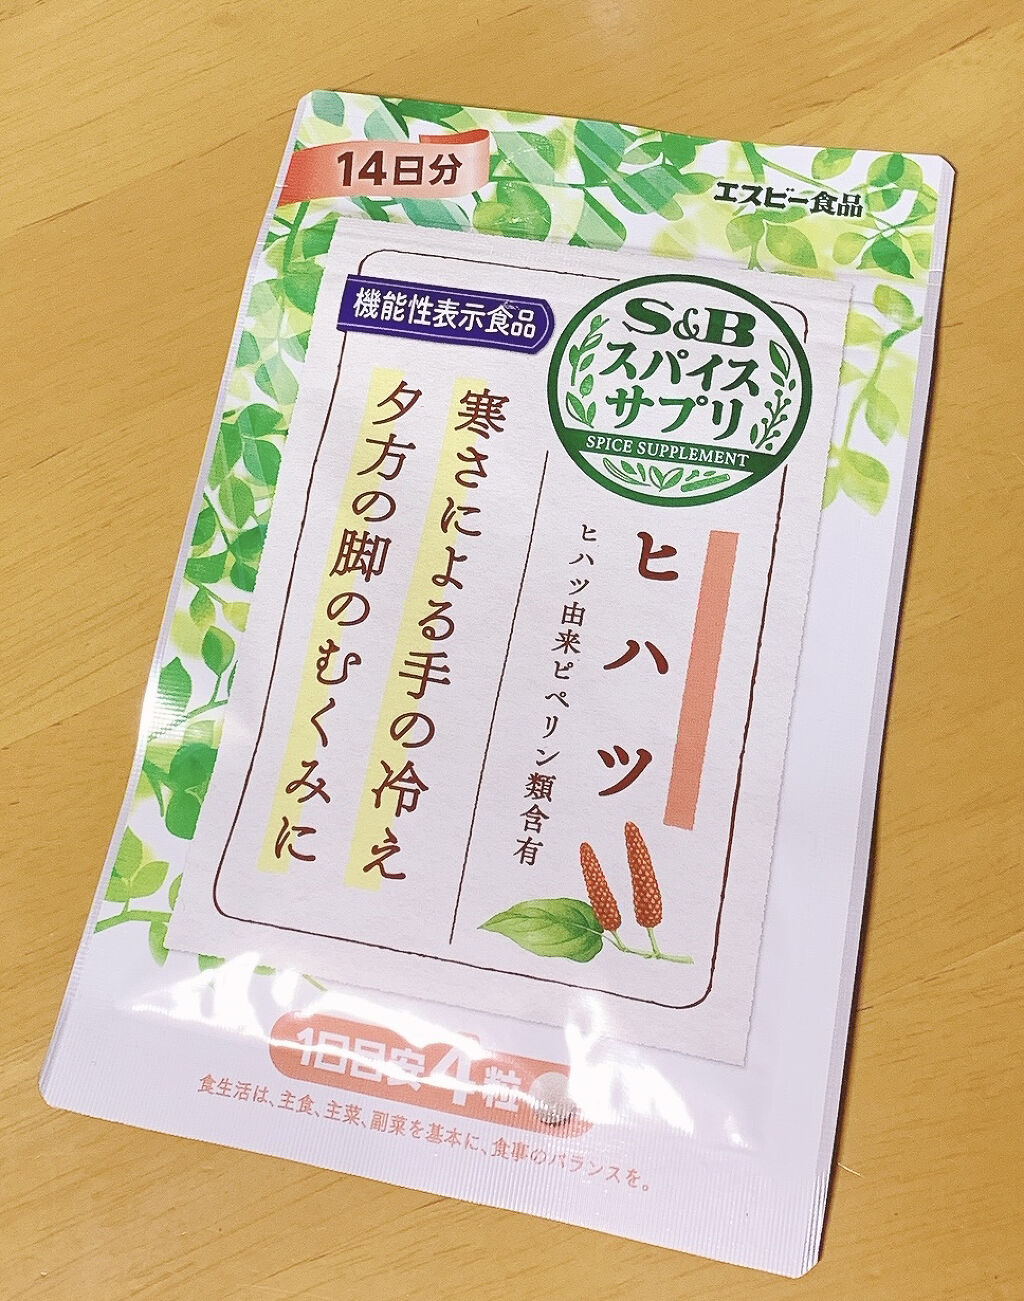 14日分
エスビー食品
機能性表示食品
S&B
スパイス
サプリ
SPICE SUPPLEMENT
ヒハツ
ヒハツ由来ピペリン類含有
寒さによる手の冷え
夕方の脚のむくみに
1日目安4粒
食生活は、主食、主菜、副菜を基本に、食事のバランスを。